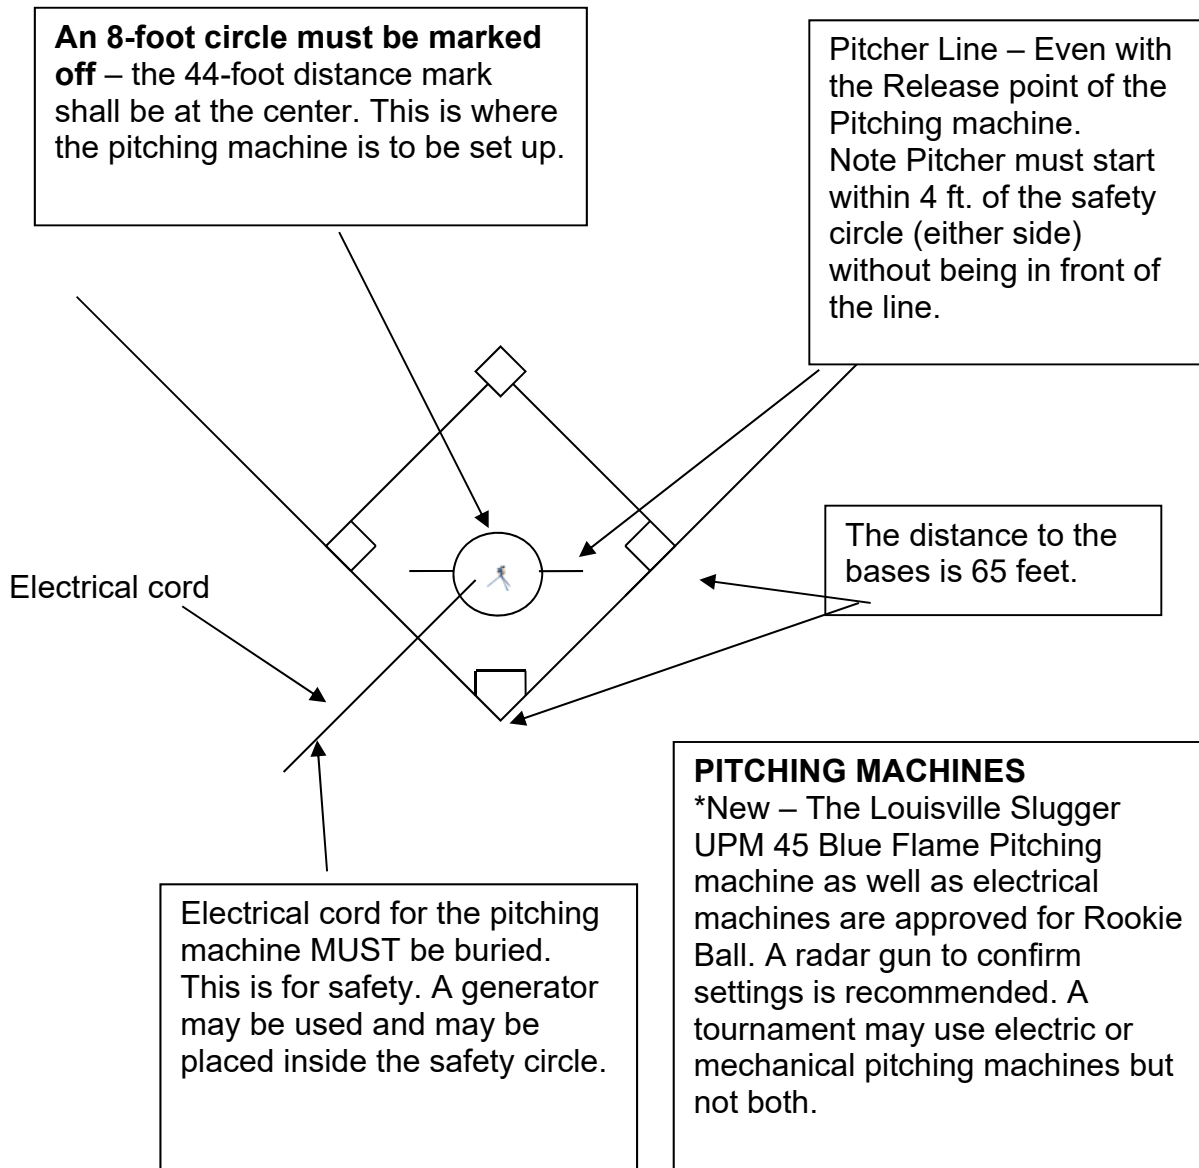 An 8-foot circle must be marked
off – the 44-foot distance mark
shall be at the center. This is where
the pitching machine is to be set up.
Pitcher Line – Even with
the Release point of the
Pitching machine.
Note Pitcher must start
within 4 ft. of the safety
circle (either side)
without being in front of
the line.
The distance to the
bases is 65 feet.
Electrical cord
Electrical cord for the pitching
machine MUST be buried.
This is for safety. A generator
may be used and may be
placed inside the safety circle.
PITCHING MACHINES
*New – The Louisville Slugger
UPM 45 Blue Flame Pitching
machine as well as electrical
machines are approved for Rookie
Ball. A radar gun to confirm
settings is recommended. A
tournament may use electric or
mechanical pitching machines but
not both.